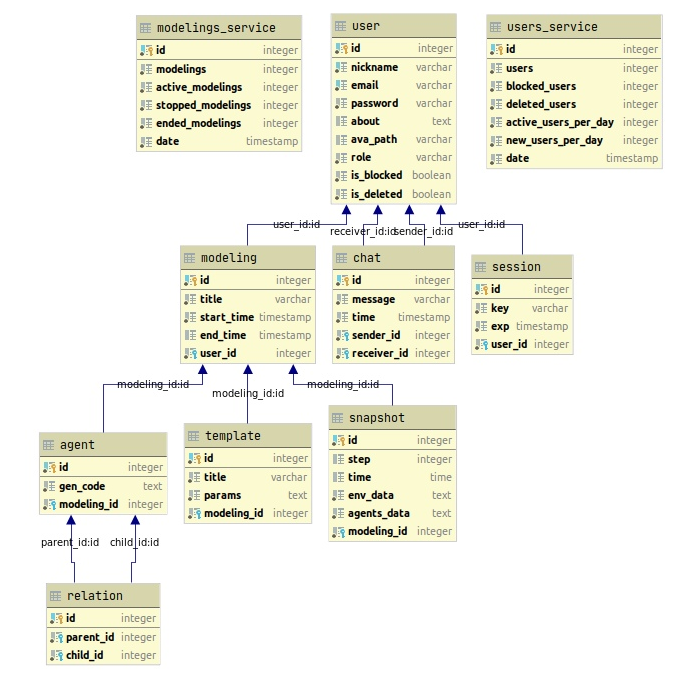 modelings_service
id integer
modelings integer
active_modelings integer
stopped_modelings integer
ended_modelings integer
date timestamp
user
id integer
nickname varchar
email varchar
password varchar
about text
ava_path varchar
role varchar
is_blocked boolean
is_deleted boolean
users_service
id integer
users integer
blocked_users integer
deleted_users integer
active_users_per_day integer
new_users_per_day integer
date timestamp
user_id:id
receiver_id:id
sender_id:id
user_id:id
modeling
id integer
title varchar
start_time timestamp
end_time timestamp
user_id integer
chat
id integer
message varchar
time timestamp
sender_id integer
receiver_id integer
session
id integer
key varchar
exp timestamp
user_id integer
modeling_id:id
modeling_id:id
modeling_id:id
agent
id integer
gen_code text
modeling_id integer
template
id integer
title varchar
params text
modeling_id integer
snapshot
id integer
step integer
time time
env_data text
agents_data text
modeling_id integer
parent_id:id
child_id:id
relation
id integer
parent_id integer
child_id integer